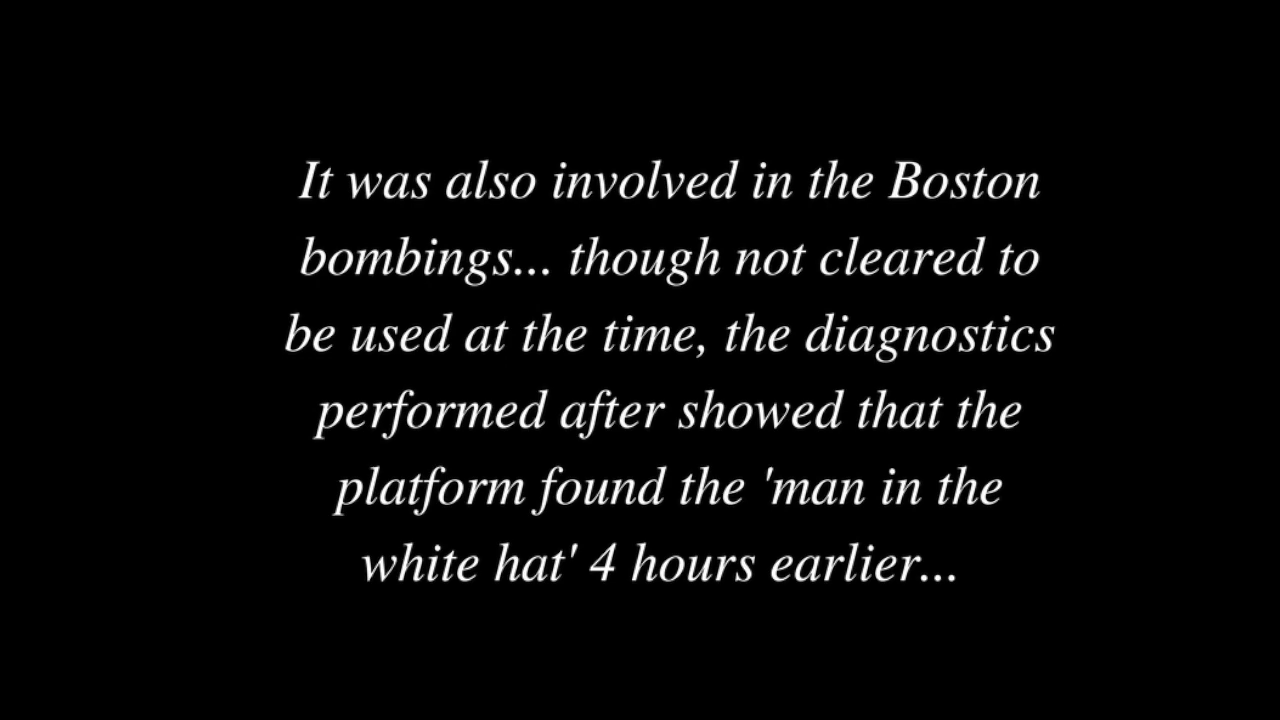 It was also involved in the Boston
bombings... though not cleared to
be used at the time, the diagnostics
performed after showed that the
platform found the 'man in the
white hat' 4 hours earlier...